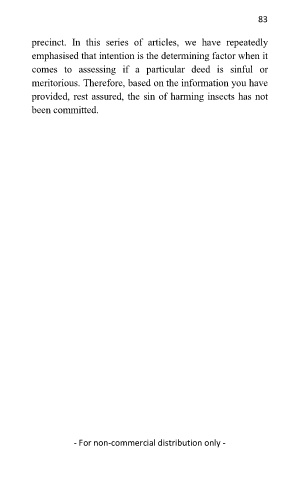 83
precinct. In this series of articles, we have repeatedly
emphasised that intention is the determining factor when it
comes to assessing if a particular deed is sinful or
meritorious. Therefore, based on the information you have
provided, rest assured, the sin of harming insects has not
been committed.
- For non-commercial distribution only -